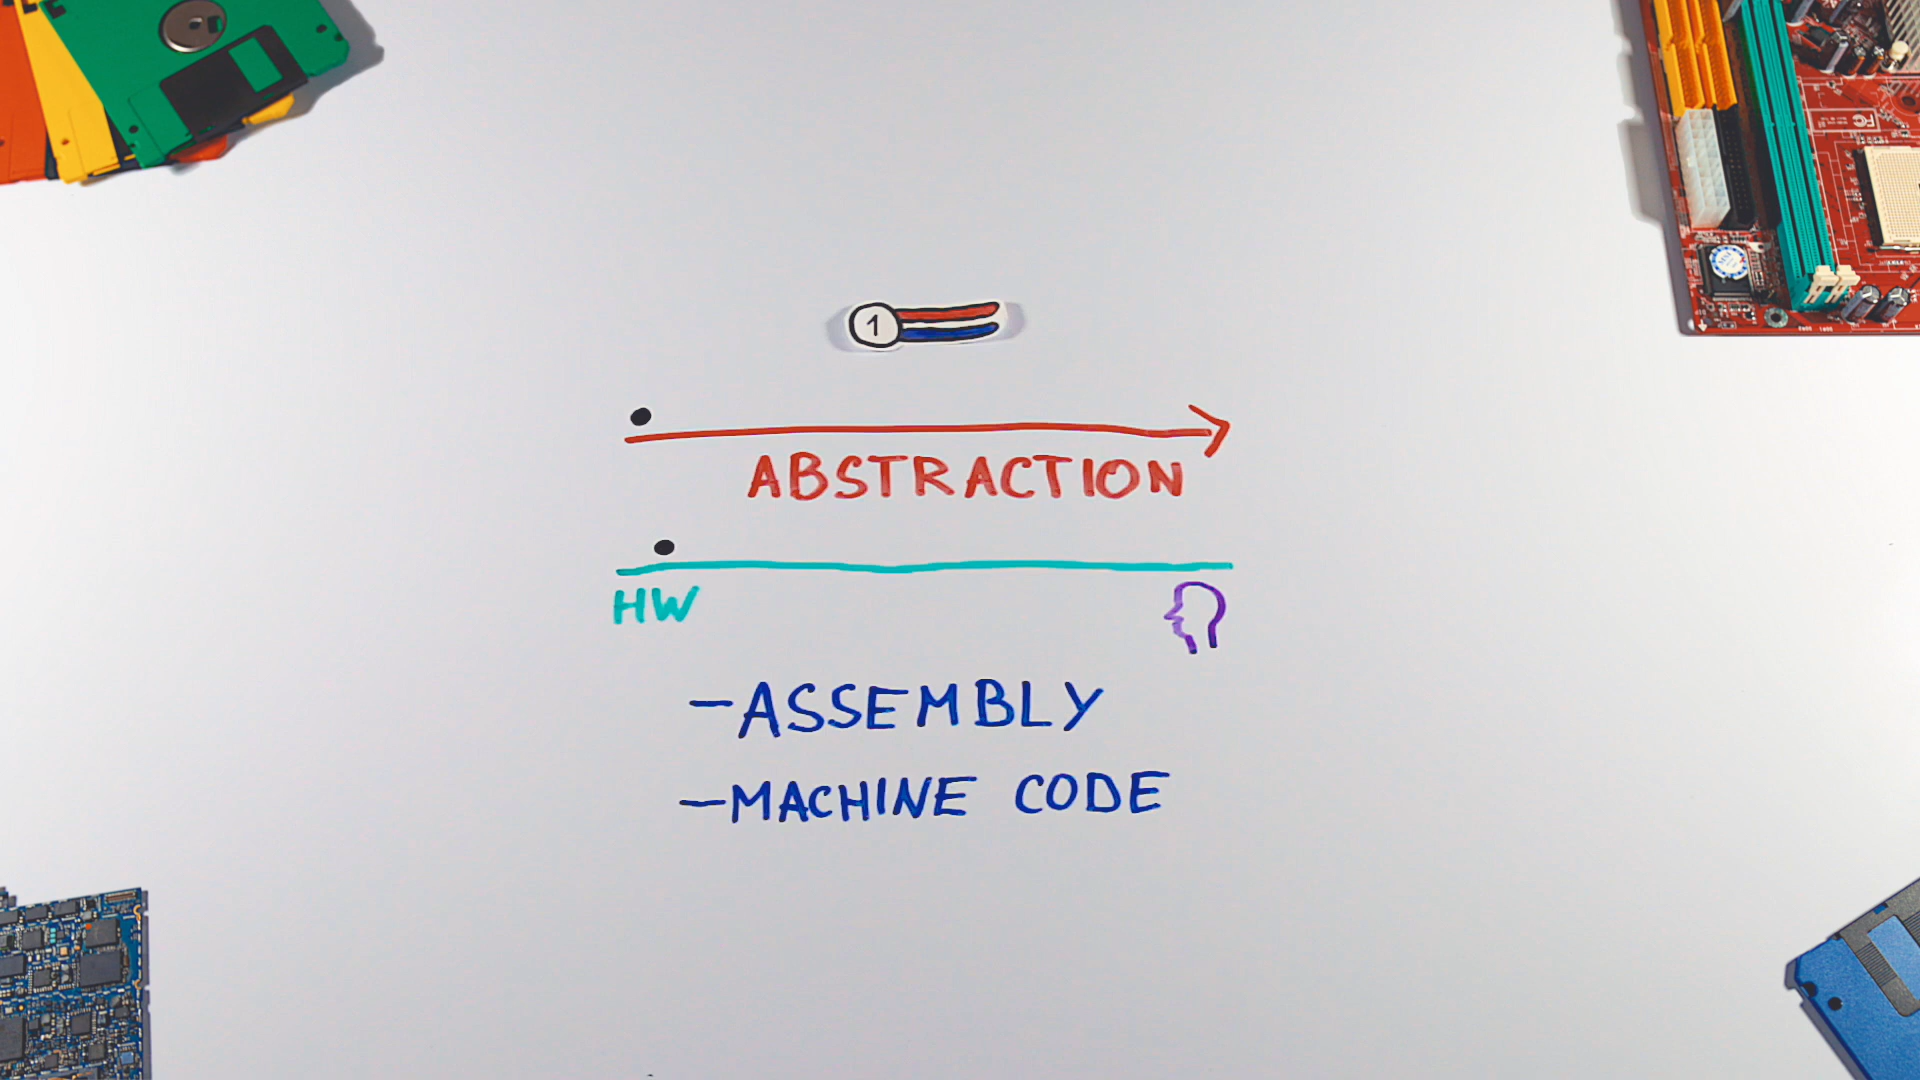 1
ABSTRACTION
HW
-ASSEMBLY
-MACHINE CODE